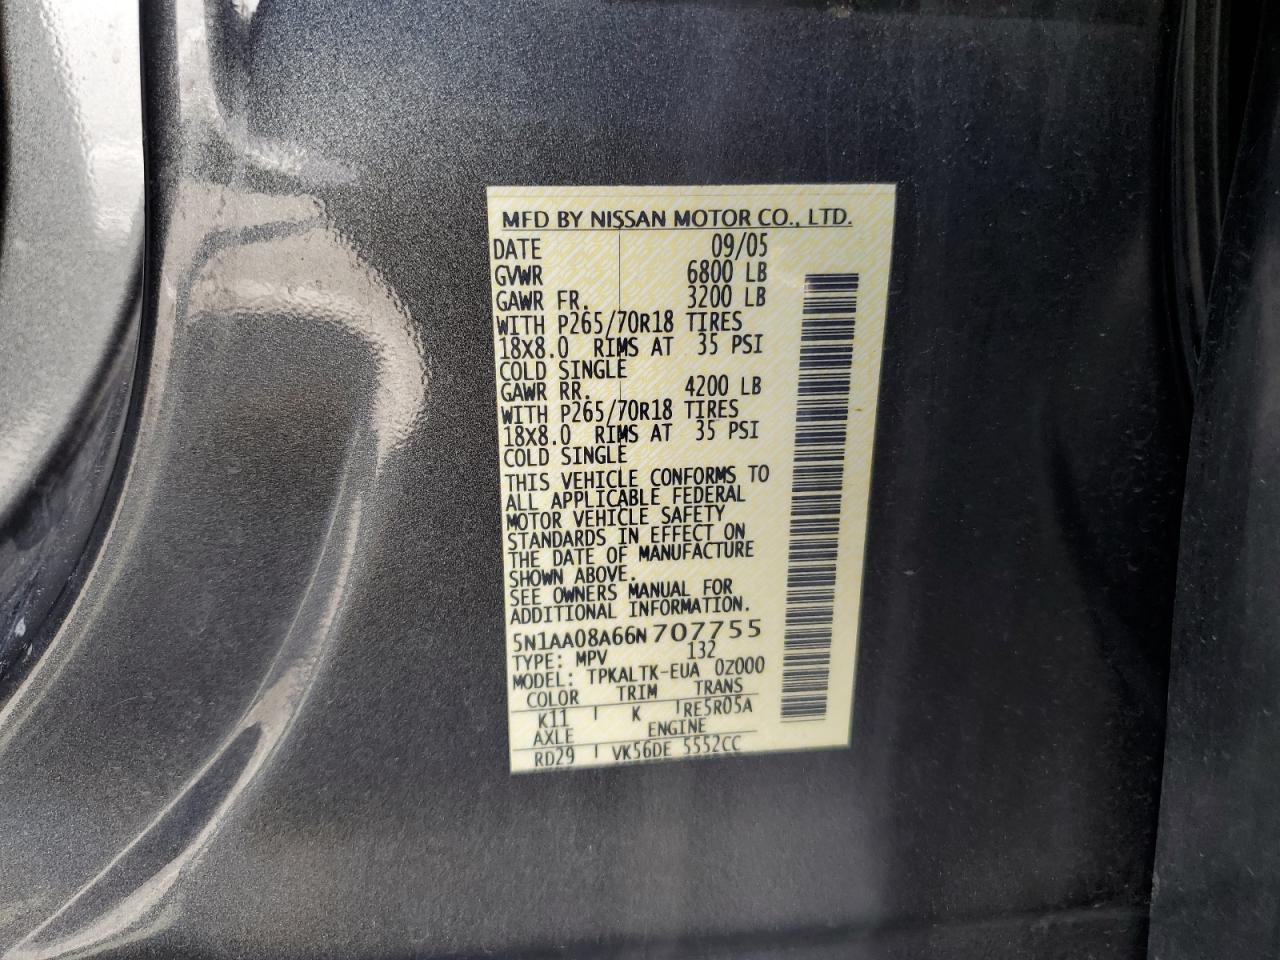 MFD BY NISSAN MOTOR CO., LTD.
DATE 09/05
GVWR 6800 LB
GAWR FR. 3200 LB
WITH P265/70R18 TIRES
18X8.0 RIMS AT 35 PSI
COLD SINGLE
GAWR RR. 4200 LB
WITH P265/70R18 TIRES
18X8.0 RIMS AT 35 PSI
COLD SINGLE
THIS VEHICLE CONFORMS TO
ALL APPLICABLE FEDERAL
MOTOR VEHICLE SAFETY
STANDARDS IN EFFECT ON
THE DATE OF MANUFACTURE
SHOWN ABOVE.
SEE OWNERS MANUAL FOR
ADDITIONAL INFORMATION.
5N1AA08A66N707755
TYPE: MPV 132
MODEL: TPKALTK-EUA 0Z000
COLOR TRIM TRANS
K11 K RE5R05A
AXLE ENGINE
RD29 VK56DE 5552CC